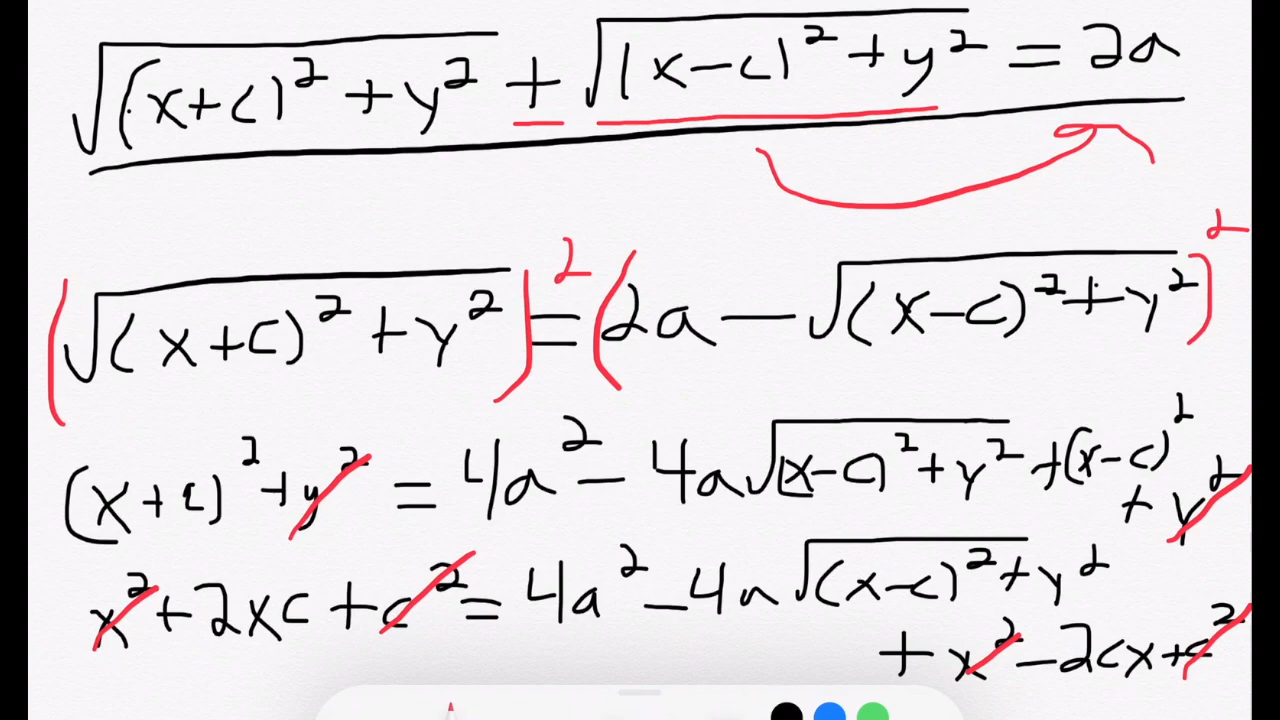 √((x+c)²+y²) + √((x-c)²+y²) = 2a
(√((x+c)²+y²))² = (2a - √((x-c)²+y²))²
(x+c)²+y² = 4a² - 4a√((x-c)²+y²) + (x-c)²
+ y²
x²+2xc+c² = 4a² - 4a√((x-c)²+y²)
+ x² - 2cx + c²